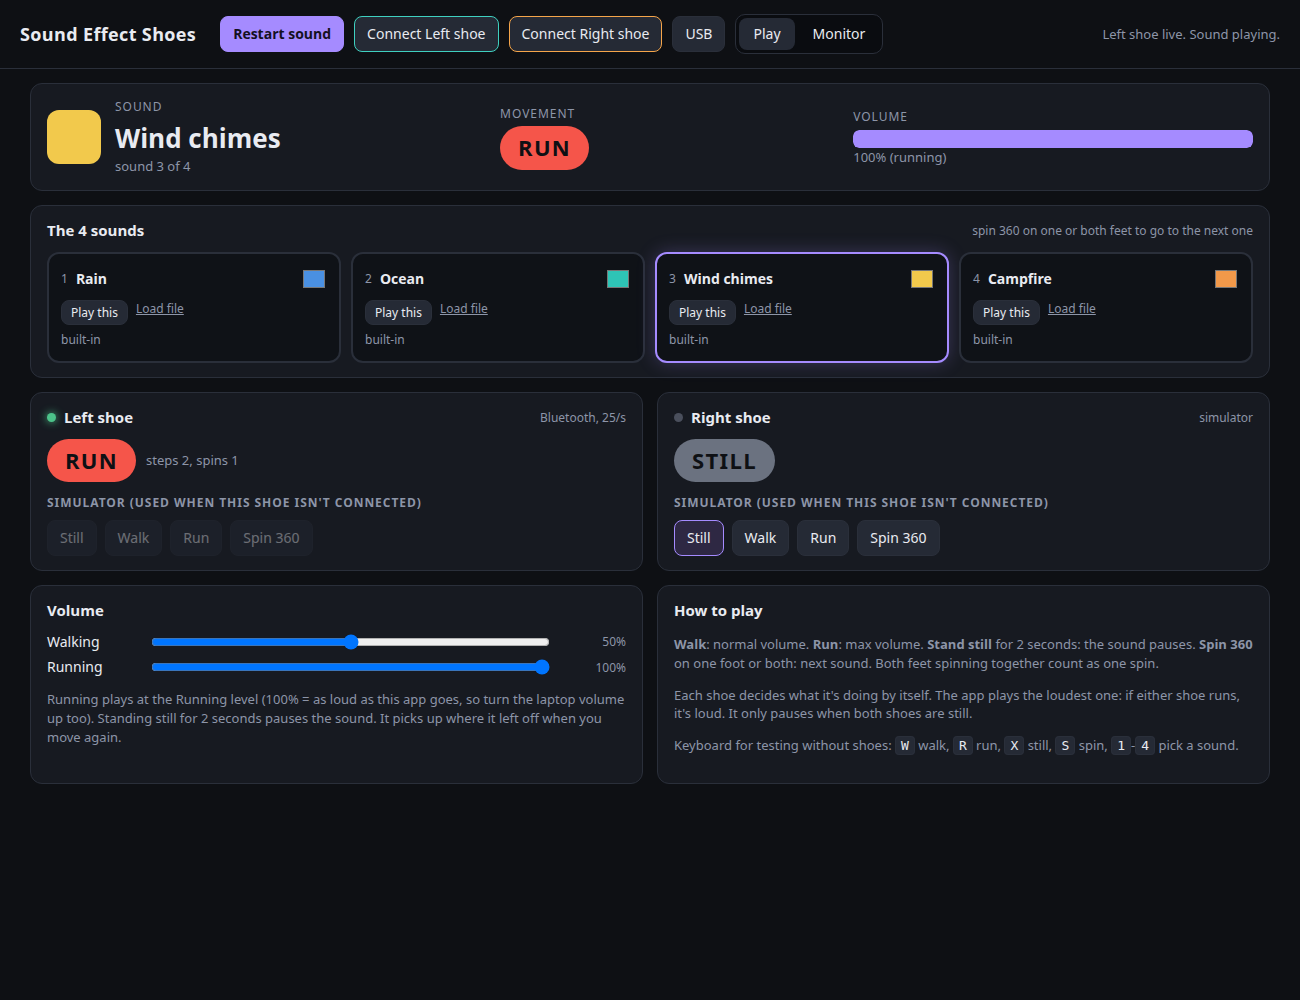 Sound Effect Shoes
Restart sound
Connect Left shoe
Connect Right shoe
USB
Play
Monitor
Left shoe live. Sound playing.
SOUND
Wind chimes
sound 3 of 4
MOVEMENT
RUN
VOLUME
100% (running)
The 4 sounds
spin 360 on one or both feet to go to the next one
1 Rain
Play this Load file
built-in
2 Ocean
Play this Load file
built-in
3 Wind chimes
Play this Load file
built-in
4 Campfire
Play this Load file
built-in
Left shoe
Bluetooth, 25/s
RUN
steps 2, spins 1
SIMULATOR (USED WHEN THIS SHOE ISN'T CONNECTED)
Still Walk Run Spin 360
Right shoe
simulator
STILL
SIMULATOR (USED WHEN THIS SHOE ISN'T CONNECTED)
Still Walk Run Spin 360
Volume
Walking 50%
Running 100%
Running plays at the Running level (100% = as loud as this app goes, so turn the laptop volume
up too). Standing still for 2 seconds pauses the sound. It picks up where it left off when you
move again.
How to play
Walk: normal volume. Run: max volume. Stand still for 2 seconds: the sound pauses. Spin 360
on one foot or both: next sound. Both feet spinning together count as one spin.
Each shoe decides what it's doing by itself. The app plays the loudest one: if either shoe runs,
it's loud. It only pauses when both shoes are still.
Keyboard for testing without shoes: W walk, R run, X still, S spin, 1-4 pick a sound.